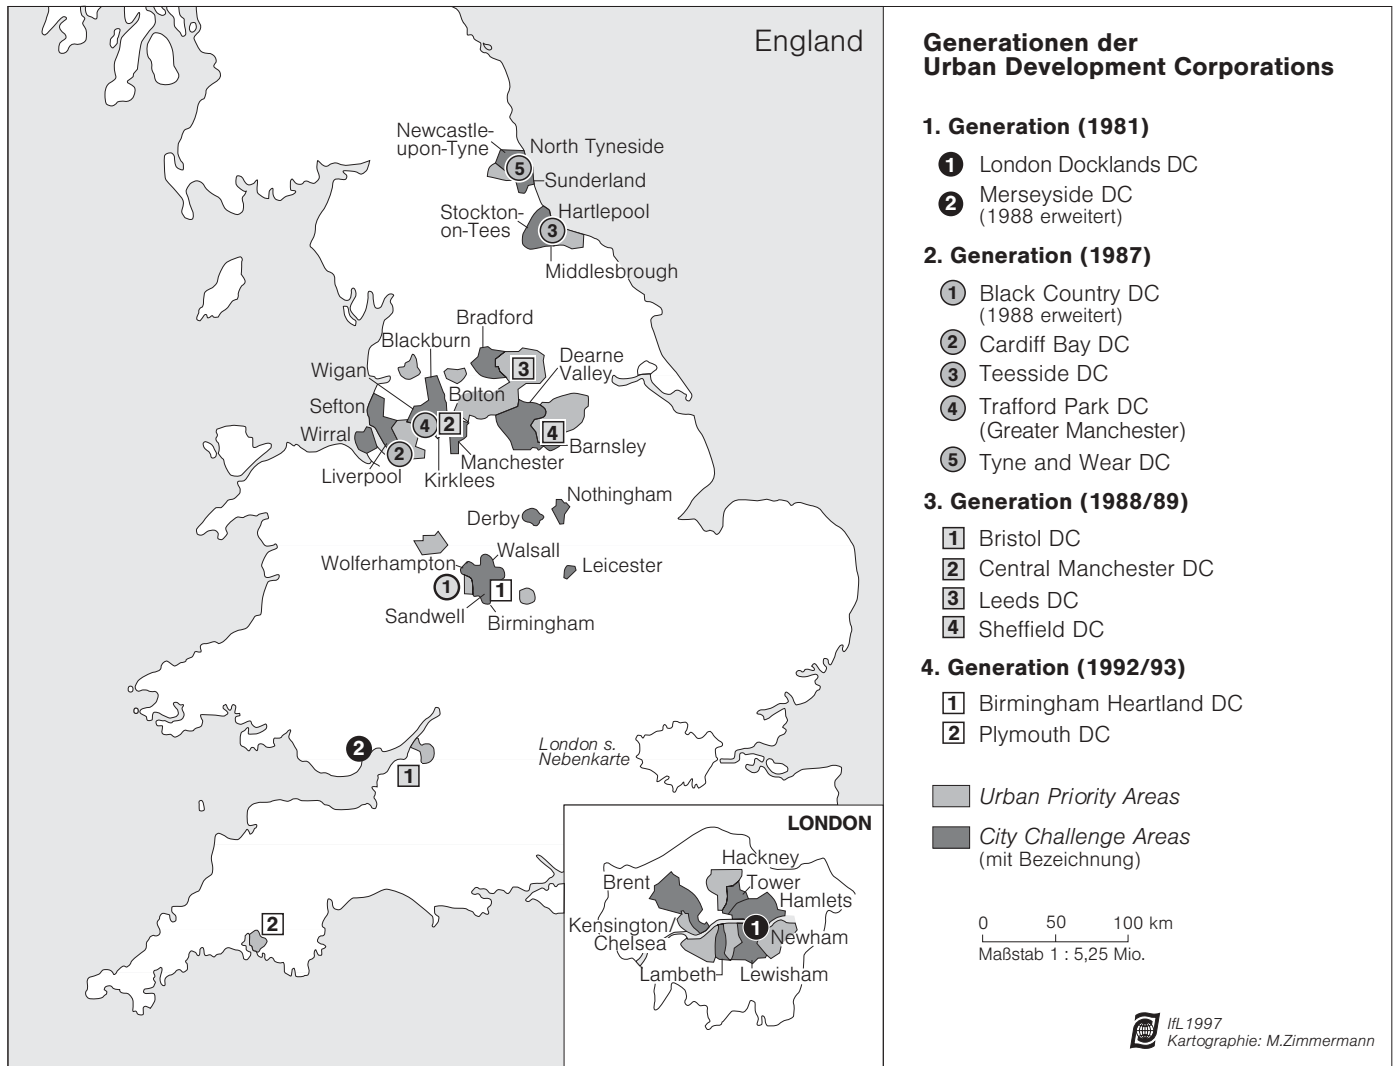 England
Newcastle-
upon-Tyne
North Tyneside
5
Sunderland
Stockton-
on-Tees
Hartlepool
3
Middlesbrough
Bradford
Blackburn
Wigan
Dearne
Valley
3
Bolton
Sefton
4
2
4
Wirral
2
Barnsley
Manchester
Liverpool
Kirklees
Nothingham
Derby
Walsall
Wolferhampton
Leicester
1
1
Sandwell
Birmingham
2
1
London s.
Nebenkarte
2
LONDON
Hackney
Brent
Tower
Hamlets
Kensington/
Chelsea
1
Newham
Lambeth
Lewisham
Generationen der
Urban Development Corporations
1. Generation (1981)
1 London Docklands DC
2 Merseyside DC
(1988 erweitert)
2. Generation (1987)
1 Black Country DC
(1988 erweitert)
2 Cardiff Bay DC
3 Teesside DC
4 Trafford Park DC
(Greater Manchester)
5 Tyne and Wear DC
3. Generation (1988/89)
1 Bristol DC
2 Central Manchester DC
3 Leeds DC
4 Sheffield DC
4. Generation (1992/93)
1 Birmingham Heartland DC
2 Plymouth DC
Urban Priority Areas
City Challenge Areas
(mit Bezeichnung)
0 50 100 km
Maßstab 1 : 5,25 Mio.
IfL1997
Kartographie: M.Zimmermann